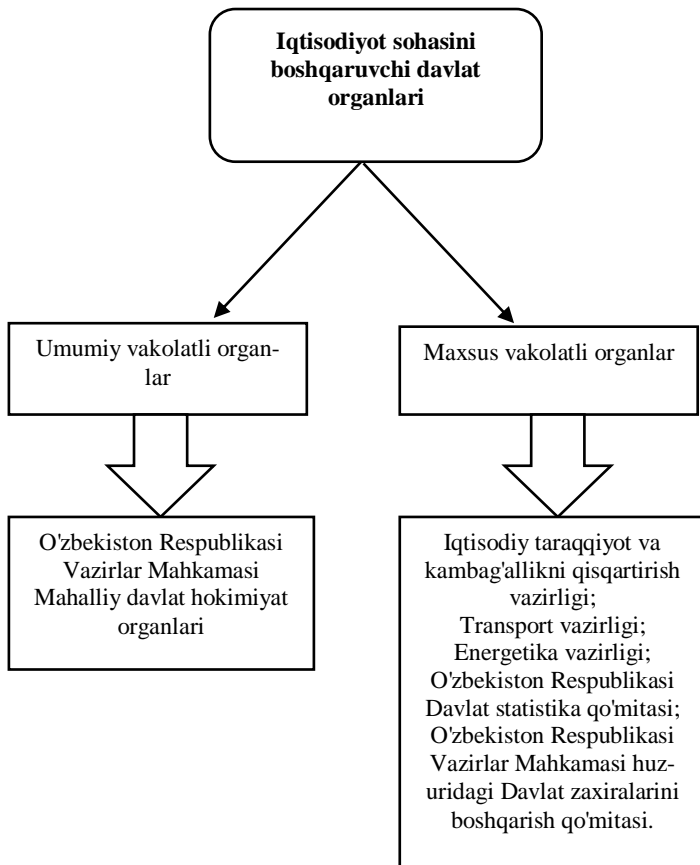 Iqtisodiyot sohasini
boshqaruvchi davlat
organlari
Umumiy vakolatli organ-
lar
Maxsus vakolatli organlar
O'zbekiston Respublikasi
Vazirlar Mahkamasi
Mahalliy davlat hokimiyat
organlari
Iqtisodiy taraqqiyot va
kambag'allikni qisqartirish
vazirligi;
Transport vazirligi;
Energetika vazirligi;
O'zbekiston Respublikasi
Davlat statistika qo'mitasi;
O'zbekiston Respublikasi
Vazirlar Mahkamasi huz-
uridagi Davlat zaxiralarini
boshqarish qo'mitasi.